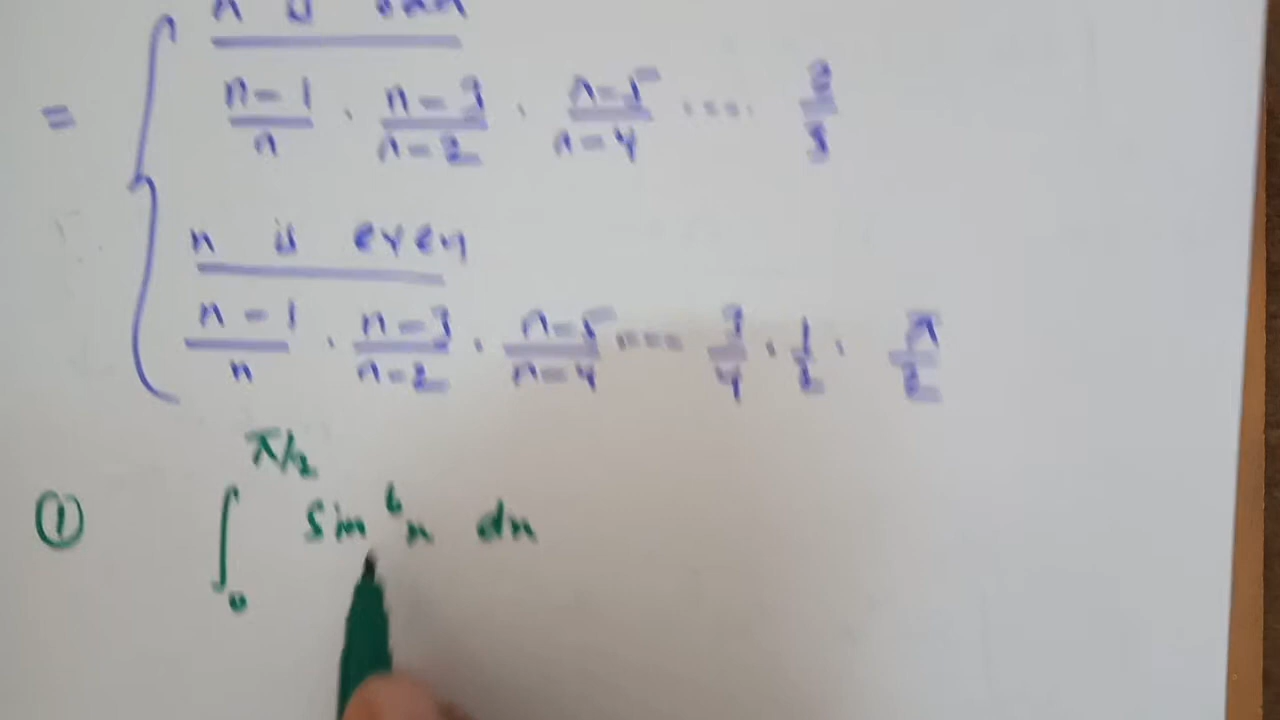 n is odd
= { n-1/n · n-3/n-2 · n-5/n-4 .... 2/3
n is even
n-1/n · n-3/n-2 · n-5/n-4 .... 3/4 · 1/2 · π/2
① ∫₀^π/2 sin⁶x dx